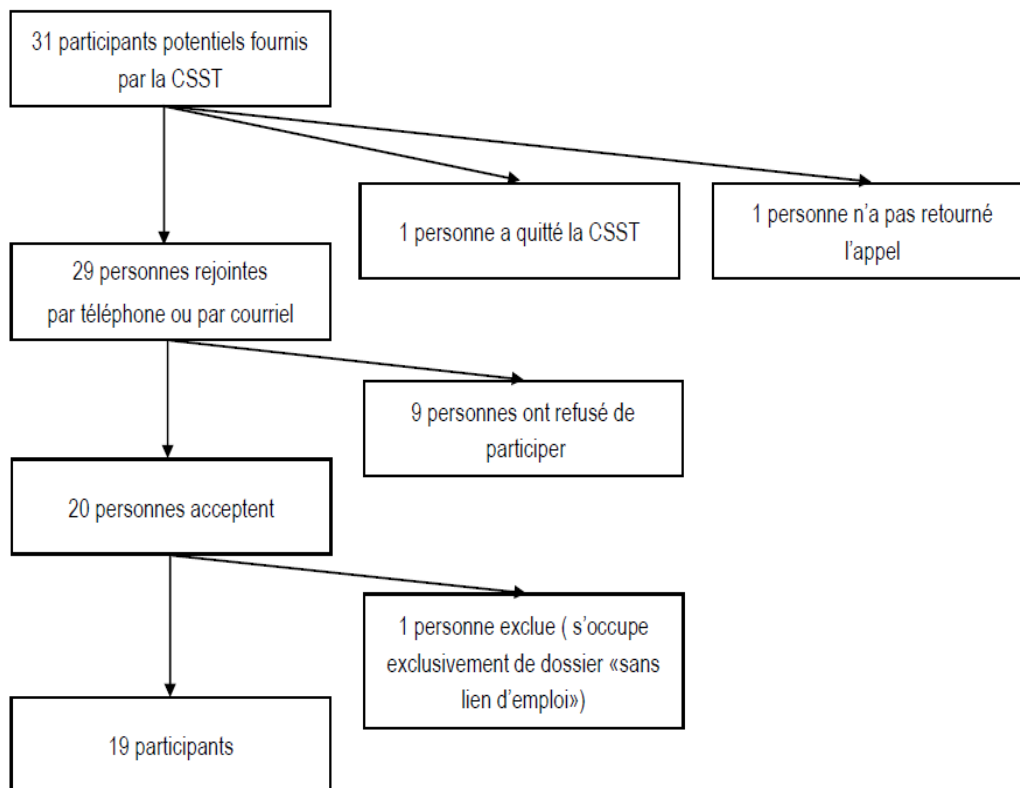 31 participants potentiels fournis
par la CSST
1 personne a quitté la CSST
1 personne n’a pas retourné
l’appel
29 personnes rejointes
par téléphone ou par courriel
9 personnes ont refusé de
participer
20 personnes acceptent
1 personne exclue ( s’occupe
exclusivement de dossier «sans
lien d’emploi»)
19 participants